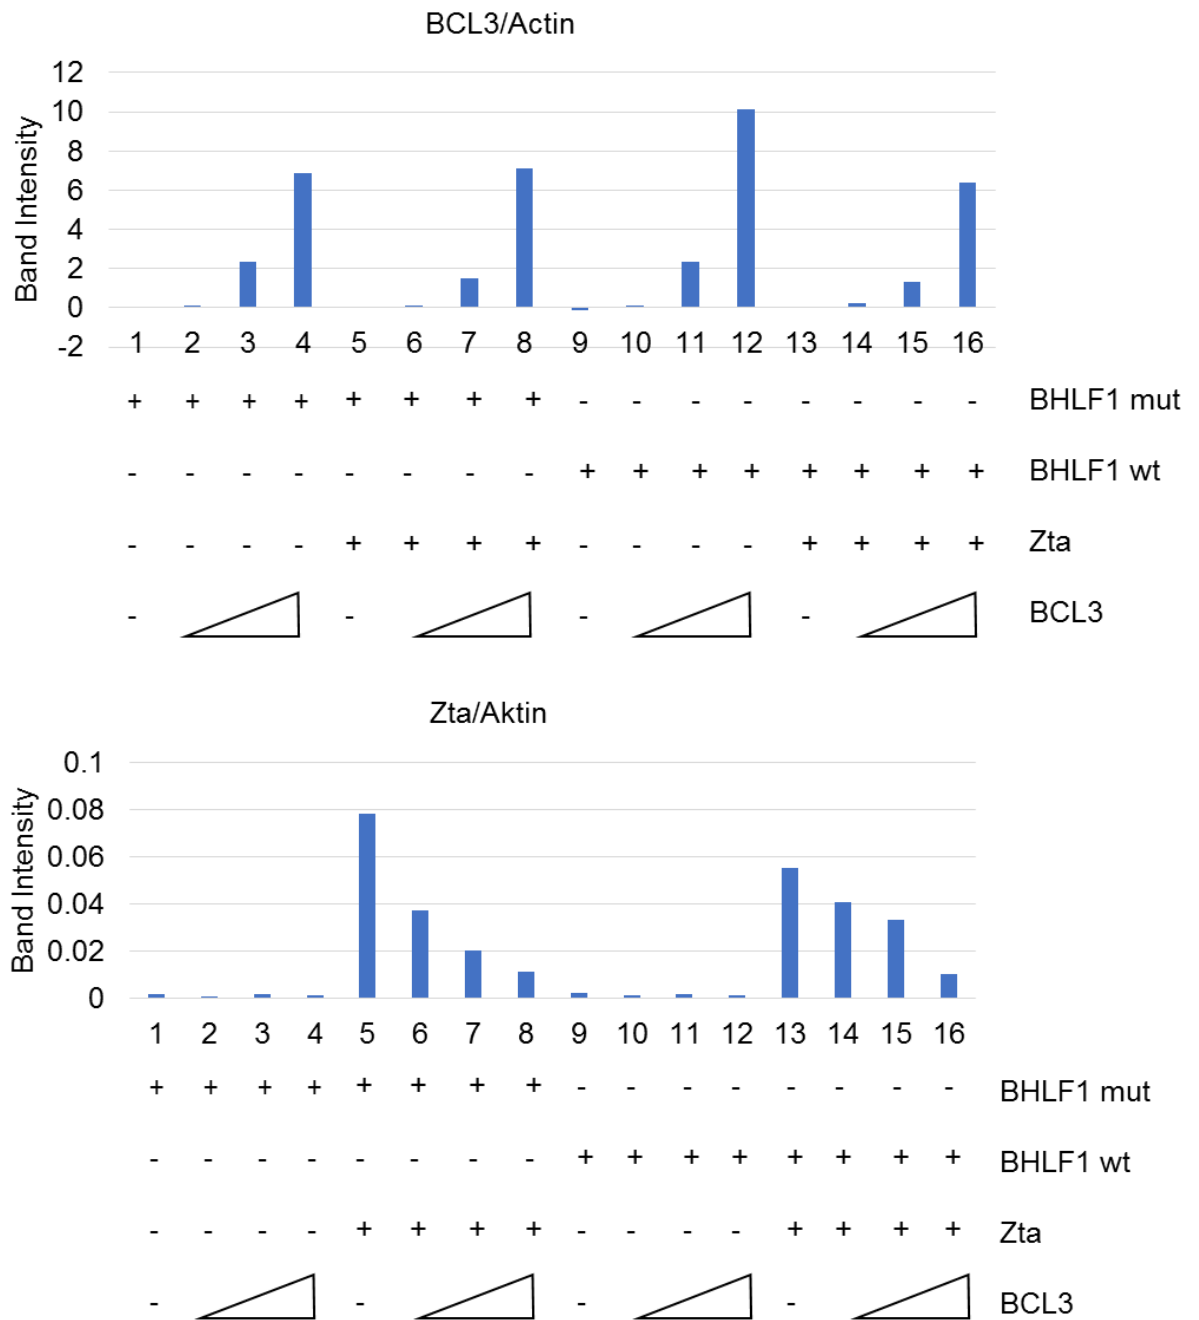 BCL3/Actin
12
10
8
6
4
2
0
-2
Band Intensity
1 2 3 4 5 6 7 8 9 10 11 12 13 14 15 16
+ + + + + + + + - - - - - - - - BHLF1 mut
- - - - - - - - + + + + + + + + BHLF1 wt
- - - - + + + + - - - - + + + + Zta
- - - - BCL3
Zta/Aktin
0.1
0.08
0.06
0.04
0.02
0
Band Intensity
1 2 3 4 5 6 7 8 9 10 11 12 13 14 15 16
+ + + + + + + + - - - - - - - - BHLF1 mut
- - - - - - - - + + + + + + + + BHLF1 wt
- - - - + + + + - - - - + + + + Zta
- - - - BCL3